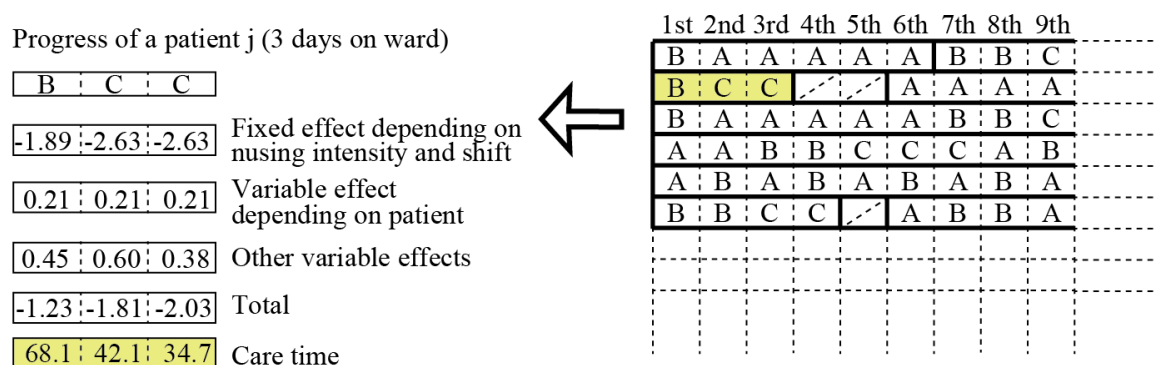 Progress of a patient j (3 days on ward)
B C C
-1.89 -2.63 -2.63 Fixed effect depending on
nusing intensity and shift
0.21 0.21 0.21 Variable effect
depending on patient
0.45 0.60 0.38 Other variable effects
-1.23 -1.81 -2.03 Total
68.1 42.1 34.7 Care time
1st 2nd 3rd 4th 5th 6th 7th 8th 9th
B A A A A A B B C
B C C A A A A
B A A A A A B B C
A A B B C C C A B
A B A B A B A B A
B B C C A B B A